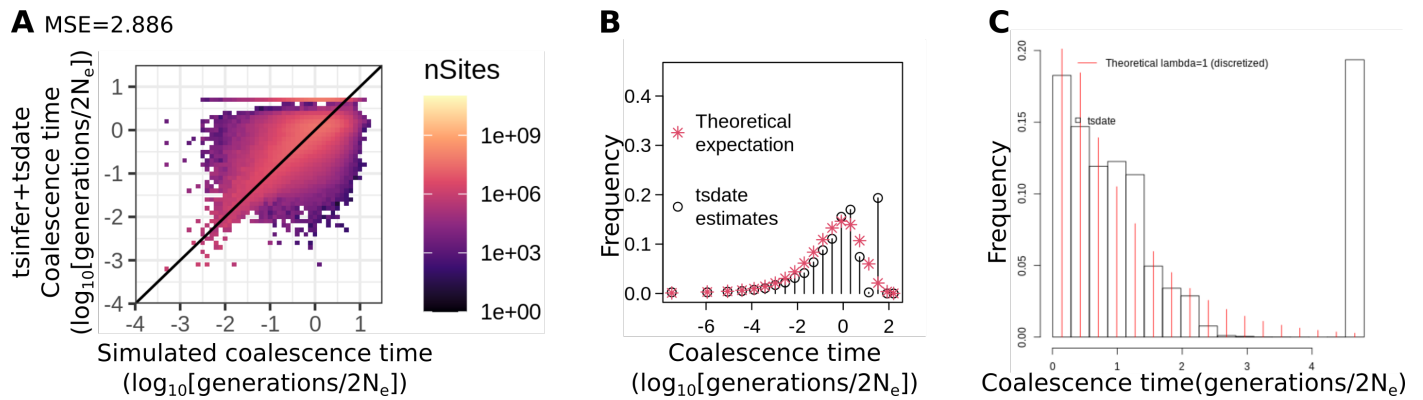 A MSE=2.886
tsinfer+tsdate
Coalescence time
(log10[generations/2Ne])
1
0
-1
-2
-3
-4
-4 -3 -2 -1 0 1
Simulated coalescence time
(log10[generations/2Ne])
nSites
1e+09
1e+06
1e+03
1e+00
B
Frequency
0.4
0.3
0.2
0.1
0.0
Theoretical
expectation
tsdate
estimates
-6 -4 -2 0 2
Coalescence time
(log10[generations/2Ne])
C
Frequency
0.20
0.15
0.10
0.05
0.00
Theoretical lambda=1 (discretized)
tsdate
0 1 2 3 4
Coalescence time(generations/2Ne)